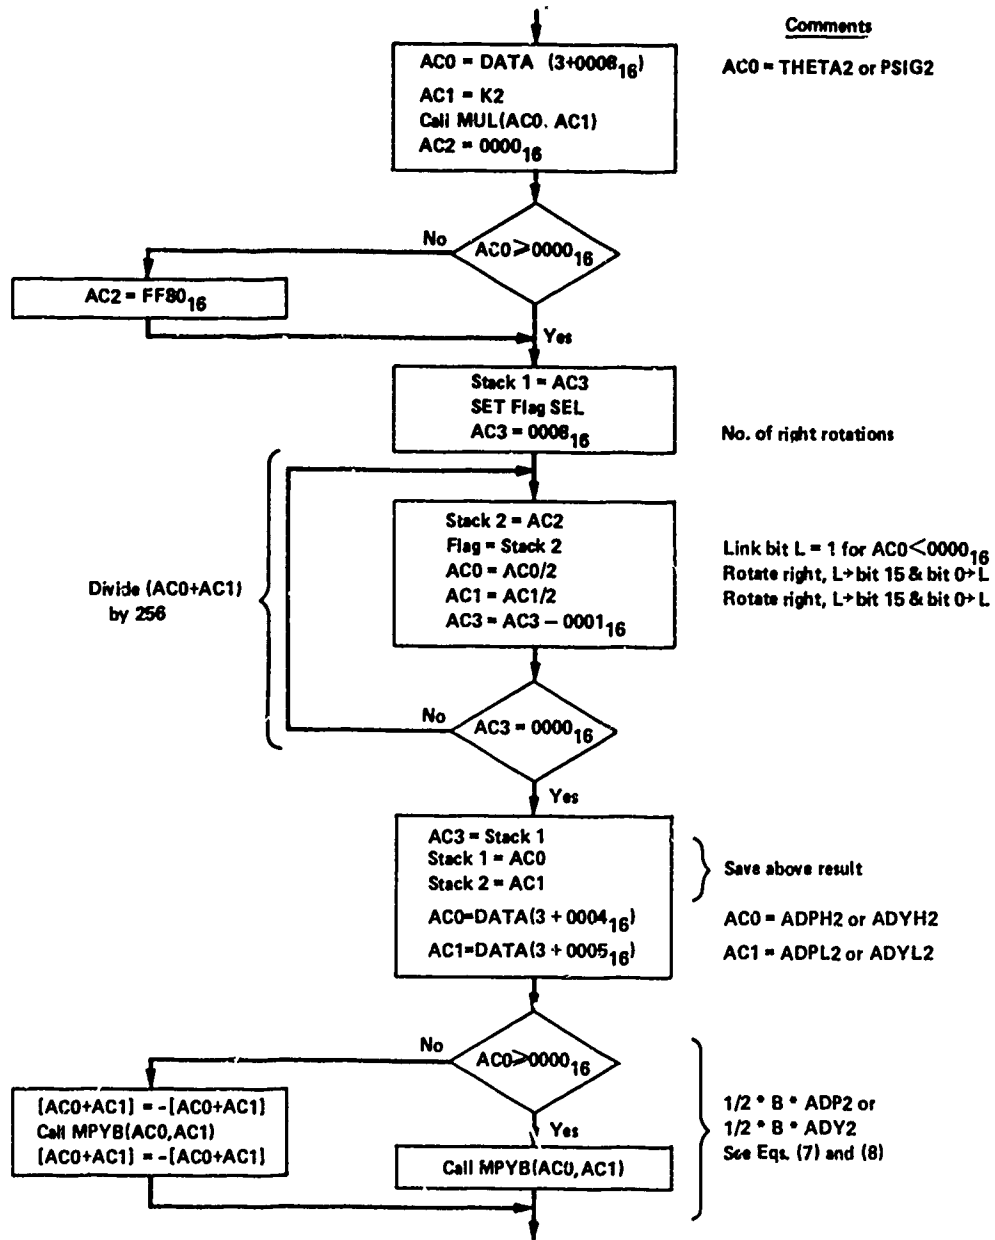 Comments
AC0 = DATA (3+0008₁₆)
AC1 = K2
Call MUL(AC0. AC1)
AC2 = 0000₁₆
AC0 = THETA2 or PSIG2
AC0 ⩾ 0000₁₆
No
AC2 = FF80₁₆
Yes
Stack 1 = AC3
SET Flag SEL
AC3 = 0008₁₆
No. of right rotations
Divide (AC0+AC1)
by 256
Stack 2 = AC2
Flag = Stack 2
AC0 = AC0/2
AC1 = AC1/2
AC3 = AC3 – 0001₁₆
Link bit L = 1 for AC0<0000₁₆
Rotate right, L→bit 15 & bit 0→L
Rotate right, L→bit 15 & bit 0→L
No
AC3 = 0000₁₆
Yes
AC3 = Stack 1
Stack 1 = AC0
Stack 2 = AC1
AC0=DATA(3 + 0004₁₆)
AC1=DATA(3 + 0005₁₆)
Save above result
AC0 = ADPH2 or ADYH2
AC1 = ADPL2 or ADYL2
No
AC0⩾0000₁₆
Yes
[AC0+AC1] = -[AC0+AC1]
Call MPYB(AC0,AC1)
[AC0+AC1] = -[AC0+AC1]
Call MPYB(AC0,AC1)
1/2 * B * ADP2 or
1/2 * B * ADY2
See Eqs. (7) and (8)